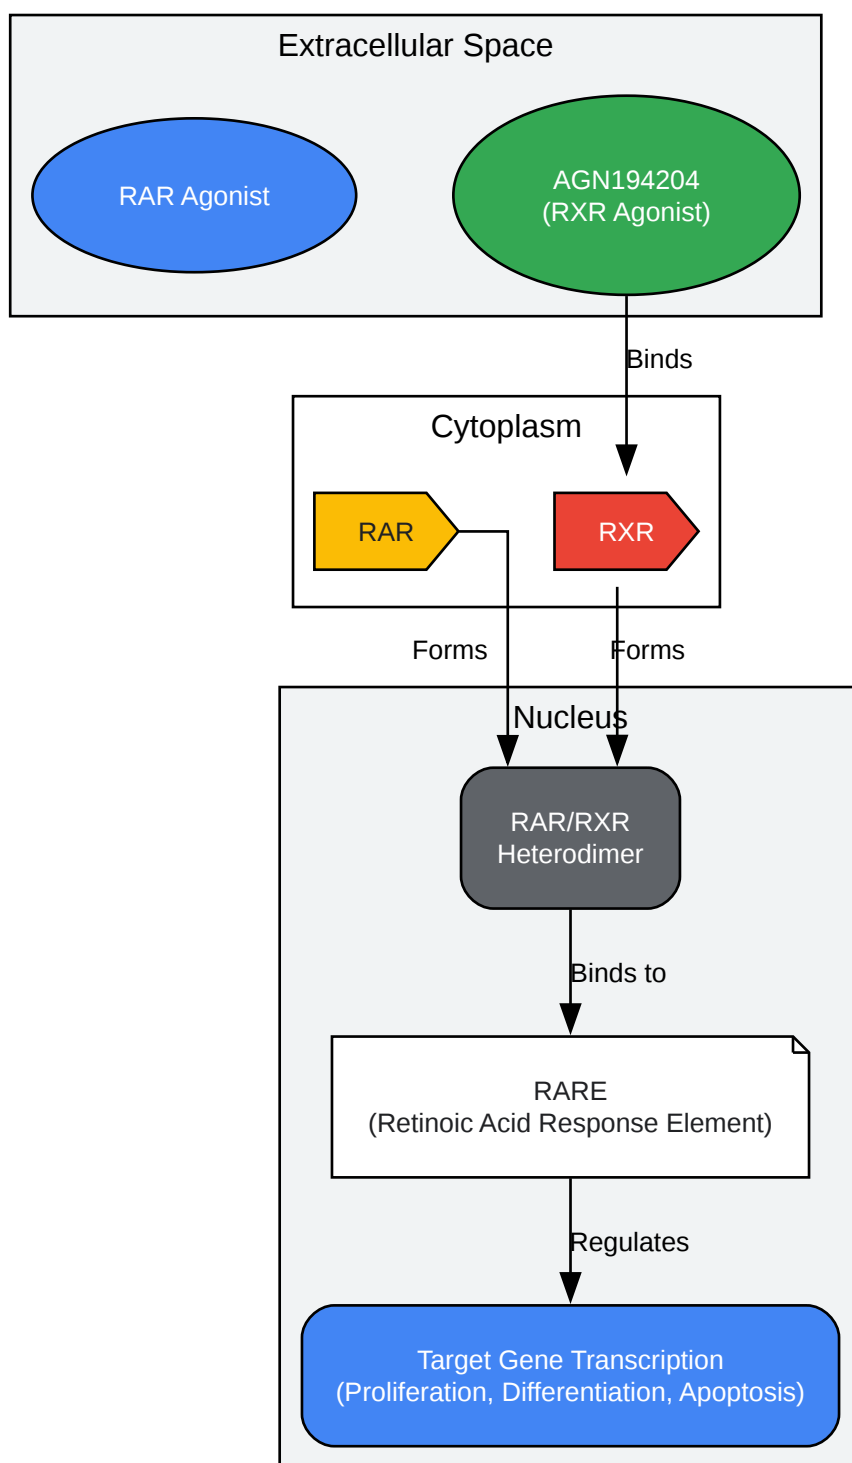 Extracellular Space
RAR Agonist
AGN194204
(RXR Agonist)
Binds
Cytoplasm
RAR
RXR
Forms
Forms
Nucleus
RAR/RXR
Heterodimer
Binds to
RARE
(Retinoic Acid Response Element)
Regulates
Target Gene Transcription
(Proliferation, Differentiation, Apoptosis)